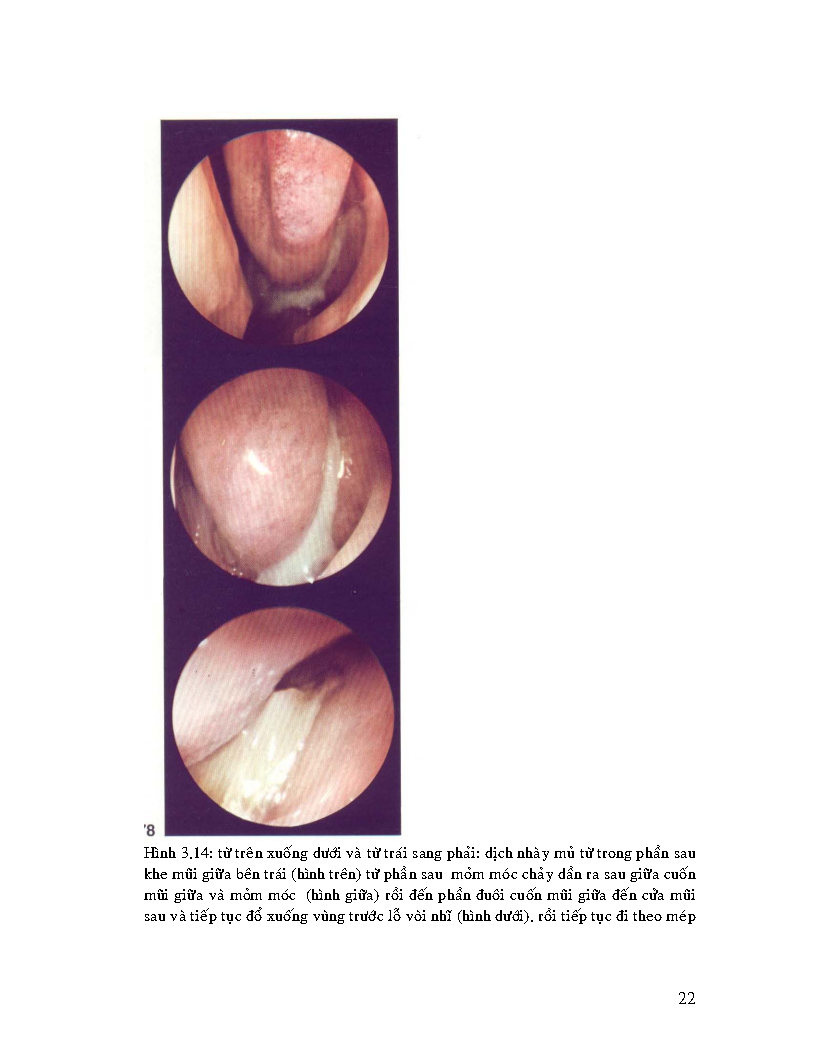 '8
Hình 3.14: từ trên xuống dưới và từ trái sang phải: dịch nhày mủ từ trong phần sau
khe mũi giữa bên trái (hình trên) từ phần sau mỏm móc chảy dần ra sau giữa cuốn
mũi giữa và mỏm móc (hình giữa) rồi đến phần đuôi cuốn mũi giữa đến cửa mũi
sau và tiếp tục đổ xuống vùng trước lỗ vòi nhĩ (hình dưới). rồi tiếp tục đi theo mép
22